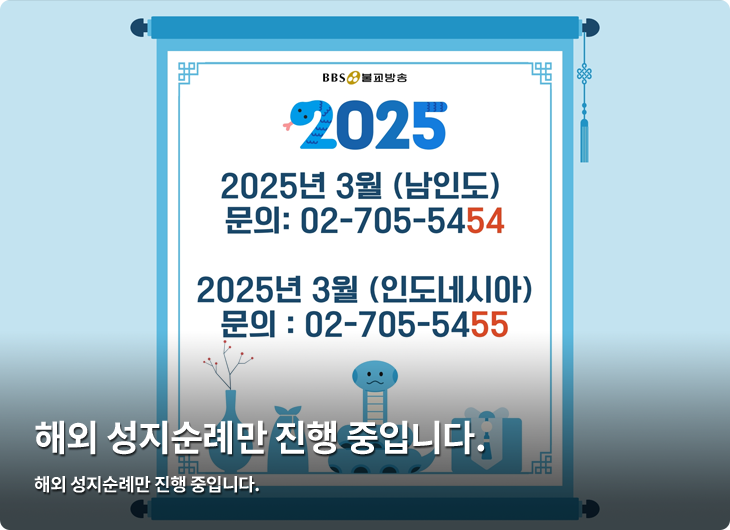 BBS 불교방송
2025
2025년 3월 (남인도)
문의: 02-705-5454
2025년 3월 (인도네시아)
문의 : 02-705-5455
해외 성지순례만 진행 중입니다.
해외 성지순례만 진행 중입니다.